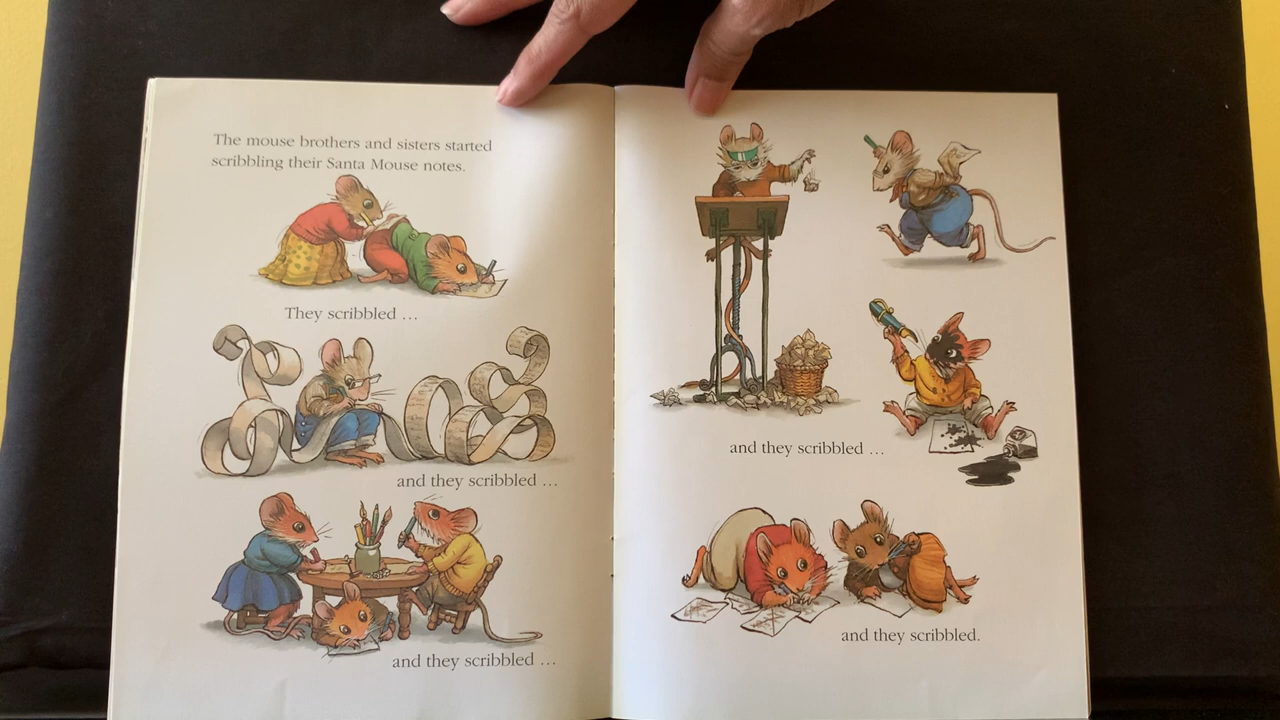 The mouse brothers and sisters started
scribbling their Santa Mouse notes.
They scribbled …
and they scribbled …
and they scribbled …
and they scribbled …
and they scribbled.